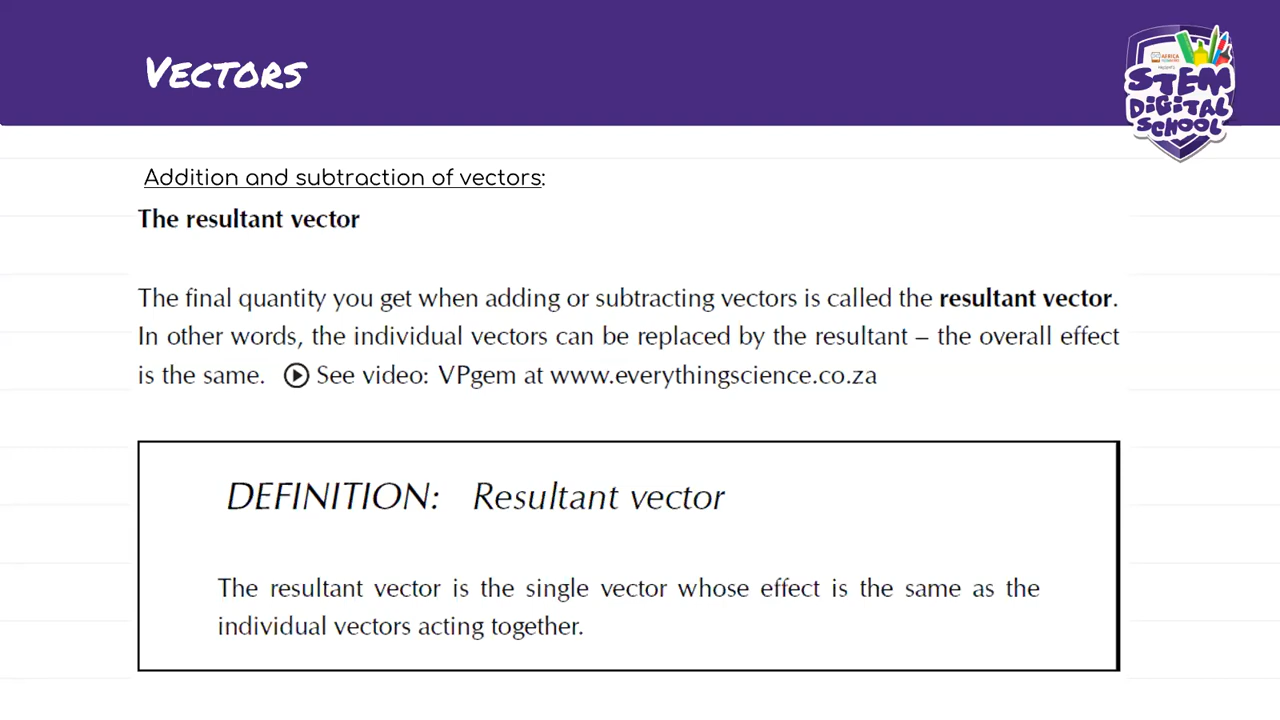 VECTORS
AFRICA
STEM
DIGITAL
SCHOOL
Addition and subtraction of vectors:
The resultant vector
The final quantity you get when adding or subtracting vectors is called the resultant vector.
In other words, the individual vectors can be replaced by the resultant – the overall effect
is the same. See video: VPgem at www.everythingscience.co.za
DEFINITION: Resultant vector
The resultant vector is the single vector whose effect is the same as the
individual vectors acting together.